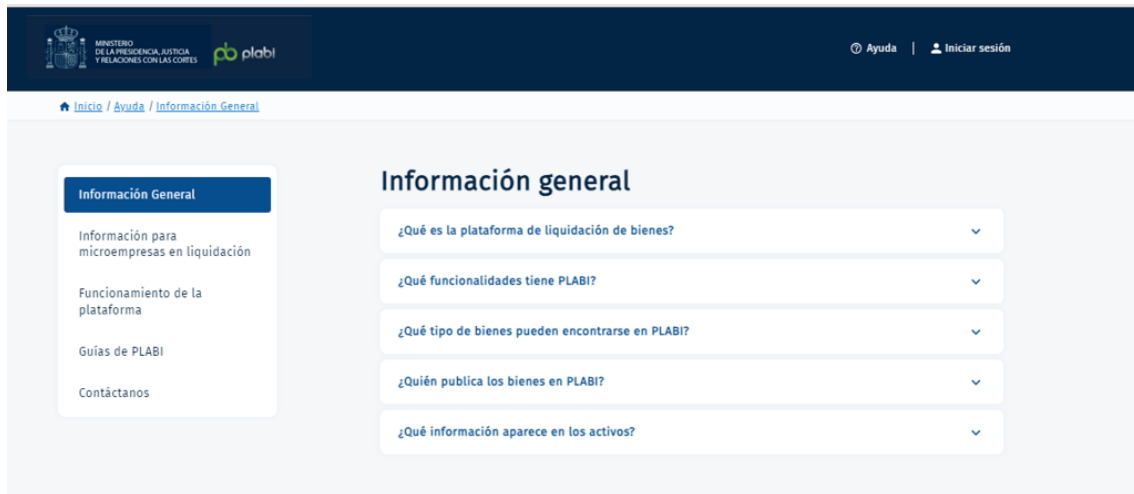 MINISTERIO
DE LA PRESIDENCIA, JUSTICIA
Y RELACIONES CON LAS CORTES
pb plabi
Ayuda | Iniciar sesión
Inicio / Ayuda / Información General
Información General
Información para
microempresas en liquidación
Funcionamiento de la
plataforma
Guías de PLABI
Contáctanos
Información general
¿Qué es la plataforma de liquidación de bienes?
¿Qué funcionalidades tiene PLABI?
¿Qué tipo de bienes pueden encontrarse en PLABI?
¿Quién publica los bienes en PLABI?
¿Qué información aparece en los activos?